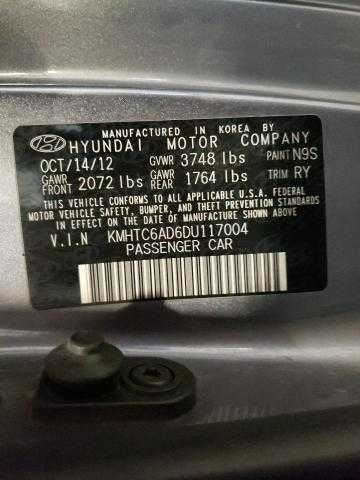 MANUFACTURED IN KOREA BY
HYUNDAI MOTOR COMPANY
OCT/14/12 GVWR 3748 lbs PAINT N9S
GAWR FRONT 2072 lbs GAWR REAR 1764 lbs TRIM RY
THIS VEHICLE CONFORMS TO ALL APPLICABLE U.S.A. FEDERAL
MOTOR VEHICLE SAFETY, BUMPER, AND THEFT PREVENTION
STANDARDS IN EFFECT ON THE DATE OF MANUFACTURE SHOWN ABOVE.
V.I.N KMHTC6AD6DU117004
PASSENGER CAR